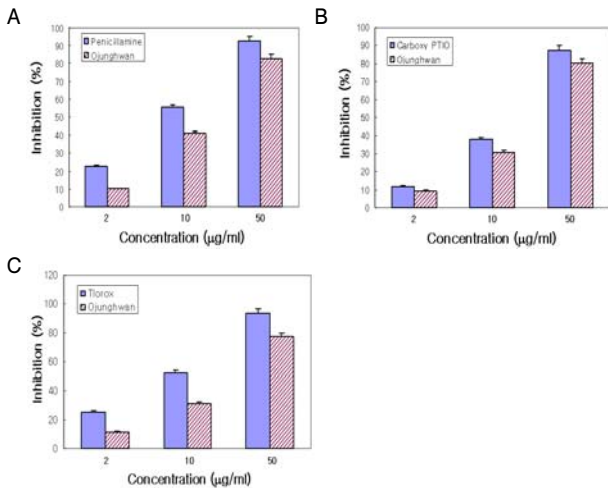 A
Penicillamine
Ojunghwan
Inhibition (%)
100
90
80
70
60
50
40
30
20
10
0
2
10
50
Concentration (μg/ml)
B
Carboxy PTIO
Ojunghwan
Inhibition (%)
100
90
80
70
60
50
40
30
20
10
0
2
10
50
Concentration (μg/ml)
C
Tlorox
Ojunghwan
Inhibition (%)
120
100
80
60
40
20
0
2
10
50
Concentration (μg/ml)